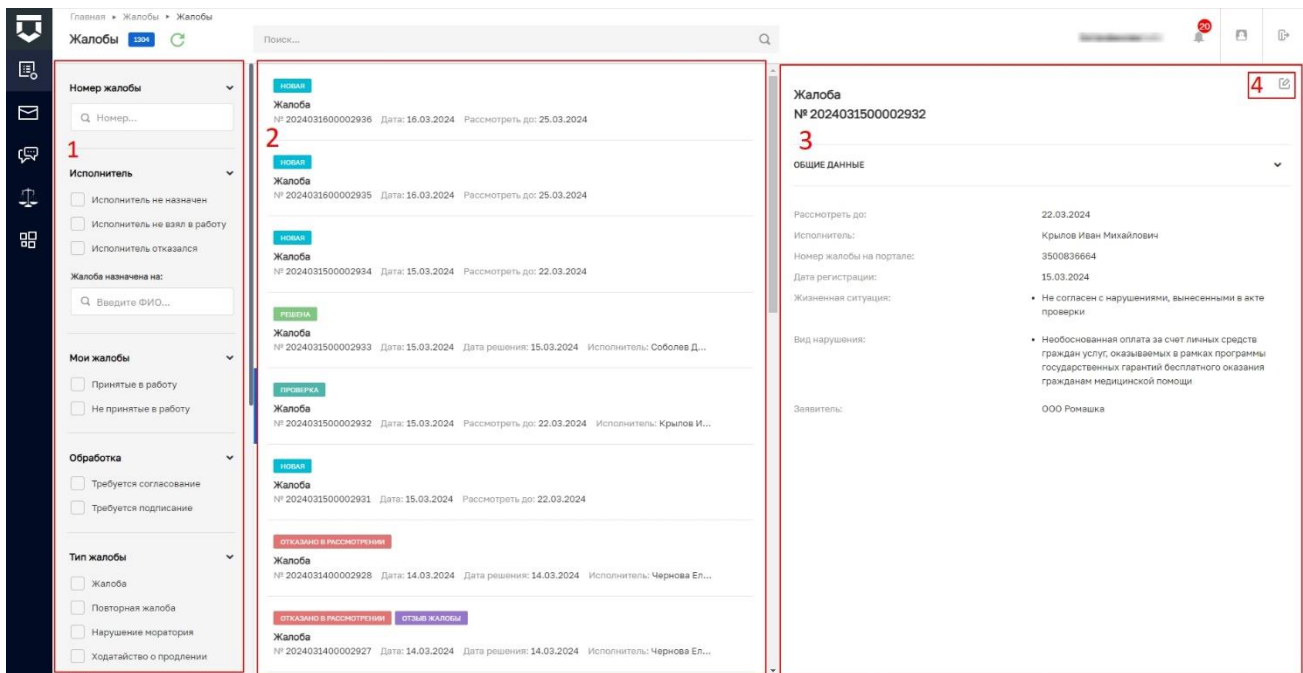 Главная ▸ Жалобы ▸ Жалобы
Жалобы 1304
Поиск...
20
Номер жалобы
Номер...
1
Исполнитель
Исполнитель не назначен
Исполнитель не взял в работу
Исполнитель отказался
Жалоба назначена на:
Введите ФИО...
Мои жалобы
Принятые в работу
Не принятые в работу
Обработка
Требуется согласование
Требуется подписание
Тип жалобы
Жалоба
Повторная жалоба
Нарушение моратория
Ходатайство о продлении
НОВАЯ
Жалоба
№ 2024031600002936 Дата: 16.03.2024 Рассмотреть до: 25.03.2024
2
НОВАЯ
Жалоба
№ 2024031600002935 Дата: 16.03.2024 Рассмотреть до: 25.03.2024
НОВАЯ
Жалоба
№ 2024031500002934 Дата: 15.03.2024 Рассмотреть до: 22.03.2024
РЕШЕНА
Жалоба
№ 2024031500002933 Дата: 15.03.2024 Дата решения: 15.03.2024 Исполнитель: Соболев Д...
ПРОВЕРКА
Жалоба
№ 2024031500002932 Дата: 15.03.2024 Рассмотреть до: 22.03.2024 Исполнитель: Крылов И...
НОВАЯ
Жалоба
№ 2024031500002931 Дата: 15.03.2024 Рассмотреть до: 22.03.2024
ОТКАЗАНО В РАССМОТРЕНИИ
Жалоба
№ 2024031400002928 Дата: 14.03.2024 Дата решения: 14.03.2024 Исполнитель: Чернова Ел...
ОТКАЗАНО В РАССМОТРЕНИИ ОТЗЫВ ЖАЛОБЫ
Жалоба
№ 2024031400002927 Дата: 14.03.2024 Дата решения: 14.03.2024 Исполнитель: Чернова Ел...
4
Жалоба
№ 2024031500002932
3
ОБЩИЕ ДАННЫЕ
Рассмотреть до: 22.03.2024
Исполнитель: Крылов Иван Михайлович
Номер жалобы на портале: 3500836664
Дата регистрации: 15.03.2024
Жизненная ситуация: • Не согласен с нарушениями, вынесенными в акте
проверки
Вид нарушения: • Необоснованная оплата за счет личных средств
граждан услуг, оказываемых в рамках программы
государственных гарантий бесплатного оказания
гражданам медицинской помощи
Заявитель: ООО Ромашка